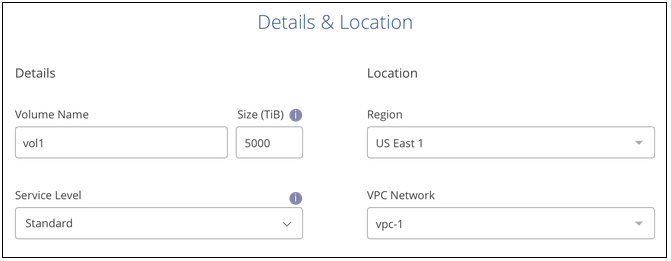 Details & Location
Details
Volume Name
Size (TiB) i
vol1
5000
Service Level i
Standard
Location
Region
US East 1
VPC Network
vpc-1